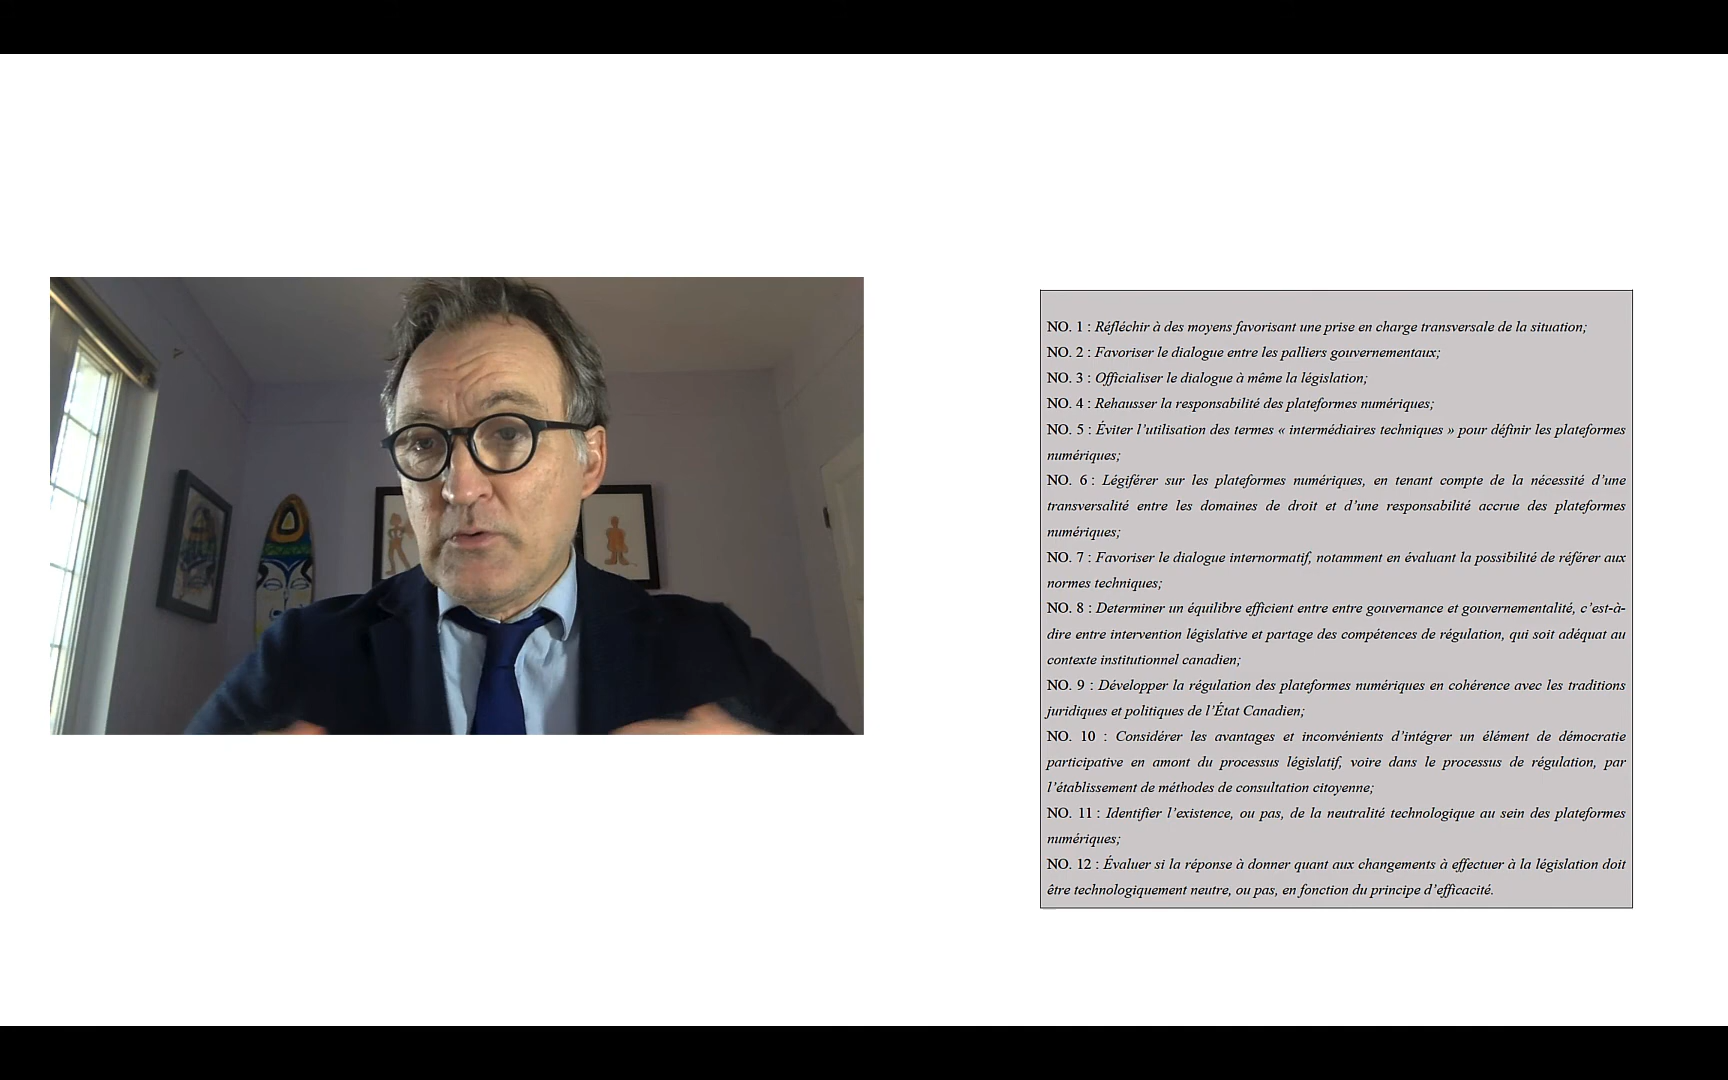 NO. 1 : Réfléchir à des moyens favorisant une prise en charge transversale de la situation;
NO. 2 : Favoriser le dialogue entre les palliers gouvernementaux;
NO. 3 : Officialiser le dialogue à même la législation;
NO. 4 : Rehausser la responsabilité des plateformes numériques;
NO. 5 : Éviter l’utilisation des termes « intermédiaires techniques » pour définir les plateformes
numériques;
NO. 6 : Légiférer sur les plateformes numériques, en tenant compte de la nécessité d’une
transversalité entre les domaines de droit et d’une responsabilité accrue des plateformes
numériques;
NO. 7 : Favoriser le dialogue internormatif, notamment en évaluant la possibilité de référer aux
normes techniques;
NO. 8 : Determiner un équilibre efficient entre entre gouvernance et gouvernementalité, c’est-à-
dire entre intervention législative et partage des compétences de régulation, qui soit adéquat au
contexte institutionnel canadien;
NO. 9 : Développer la régulation des plateformes numériques en cohérence avec les traditions
juridiques et politiques de l’État Canadien;
NO. 10 : Considérer les avantages et inconvénients d’intégrer un élément de démocratie
participative en amont du processus législatif, voire dans le processus de régulation, par
l’établissement de méthodes de consultation citoyenne;
NO. 11 : Identifier l’existence, ou pas, de la neutralité technologique au sein des plateformes
numériques;
NO. 12 : Évaluer si la réponse à donner quant aux changements à effectuer à la législation doit
être technologiquement neutre, ou pas, en fonction du principe d’efficacité.